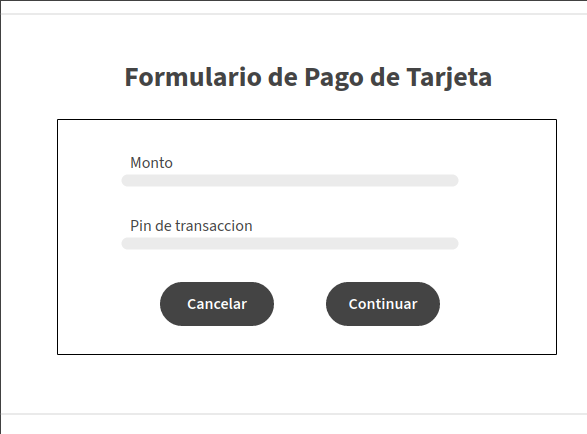 Formulario de Pago de Tarjeta
Monto
Pin de transaccion
Cancelar
Continuar